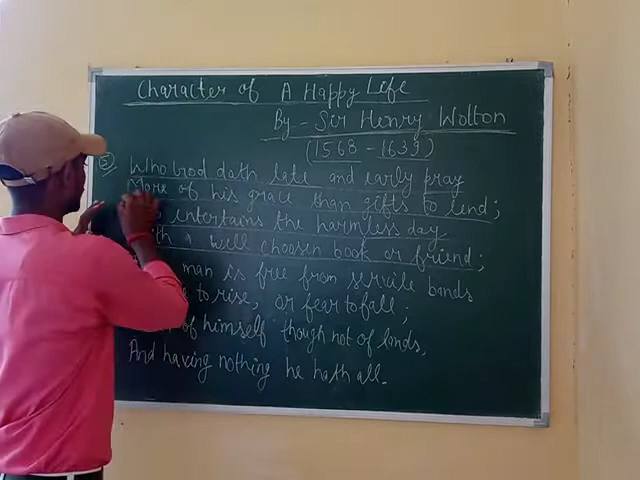 Character of A Happy Life
By:- Sir Henry Wolton
(1568 - 1639)
(5) Who God doth late and early pray
More of his grace than gifts to lend;
entertains the harmless day
th a well choosen book or friend;
man is free from servile bands
to rise, or fear to fall;
of himself though not of lands,
And having nothing he hath all.